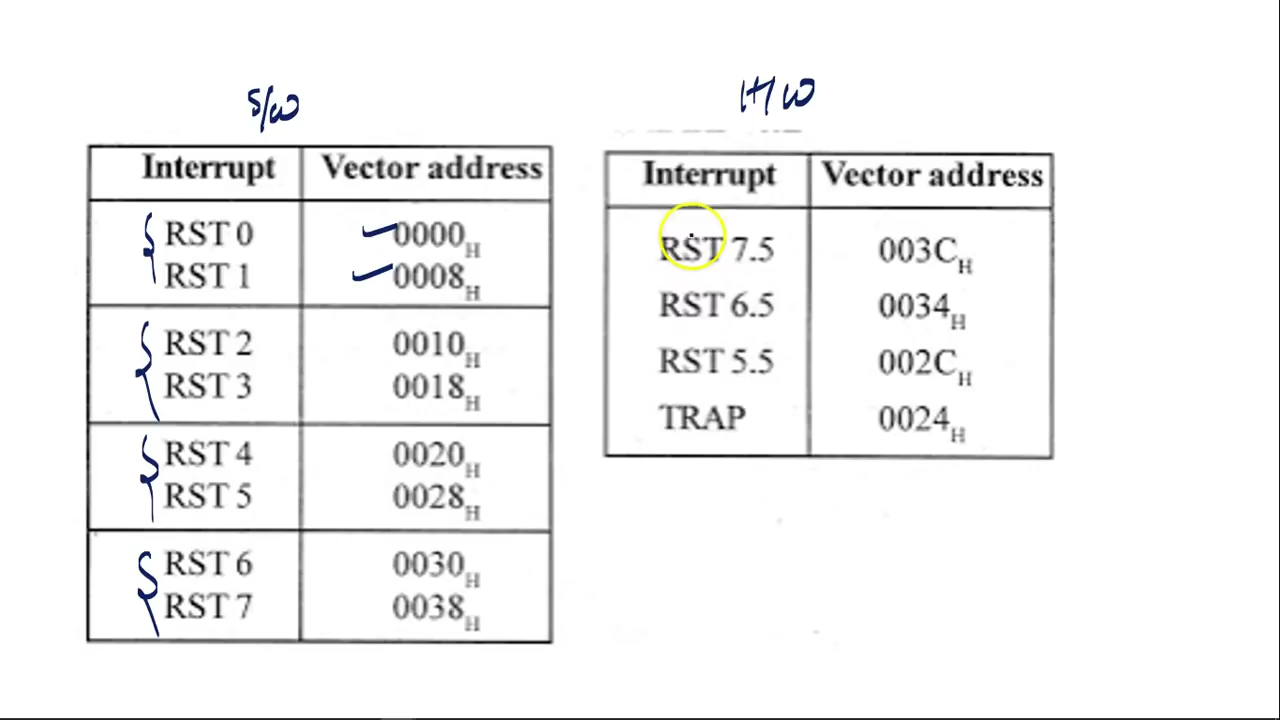 S/W
Interrupt Vector address
RST 0 0000H
RST 1 0008H
RST 2 0010H
RST 3 0018H
RST 4 0020H
RST 5 0028H
RST 6 0030H
RST 7 0038H
H/W
Interrupt Vector address
RST 7.5 003CH
RST 6.5 0034H
RST 5.5 002CH
TRAP 0024H